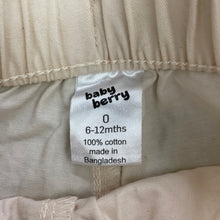 baby
berry
0
6-12mths
100% cotton
made in
Bangladesh